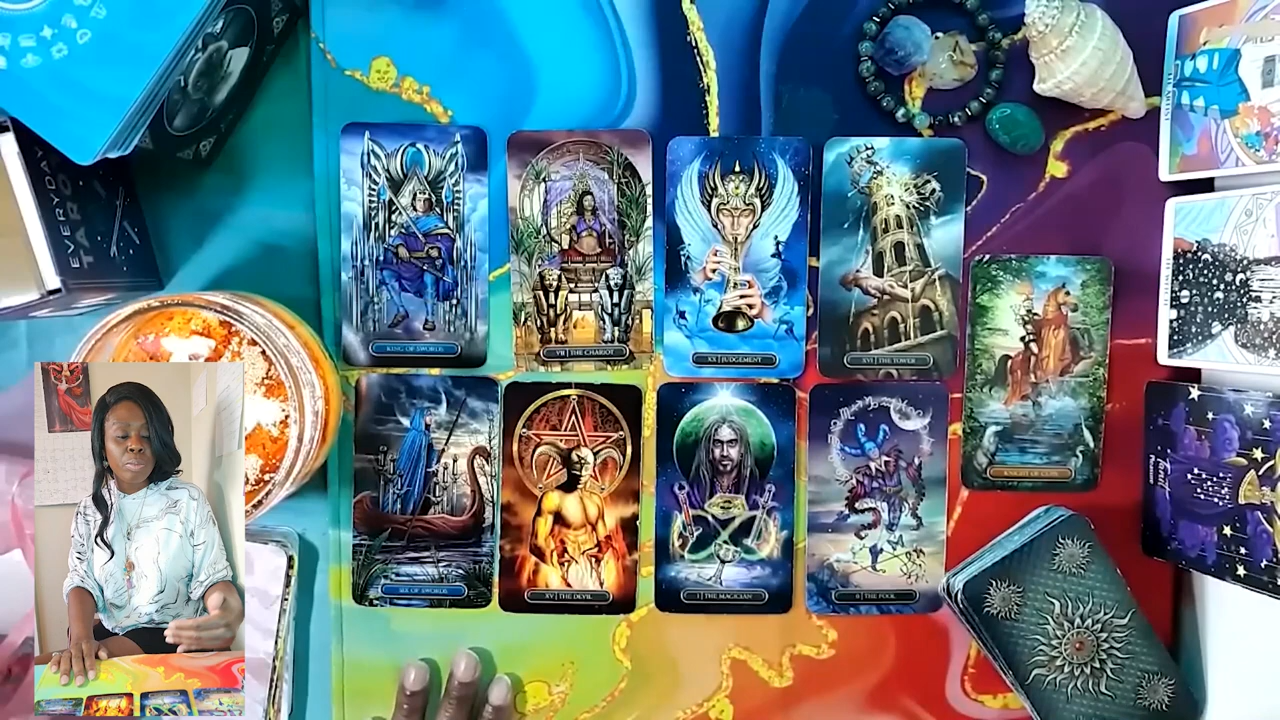 EVERYDAY
TAROT
KING OF SWORDS
VII | THE CHARIOT
XX | JUDGEMENT
XVI | THE TOWER
KNIGHT OF CUPS
SIX OF SWORDS
XV | THE DEVIL
I | THE MAGICIAN
0 | THE FOOL